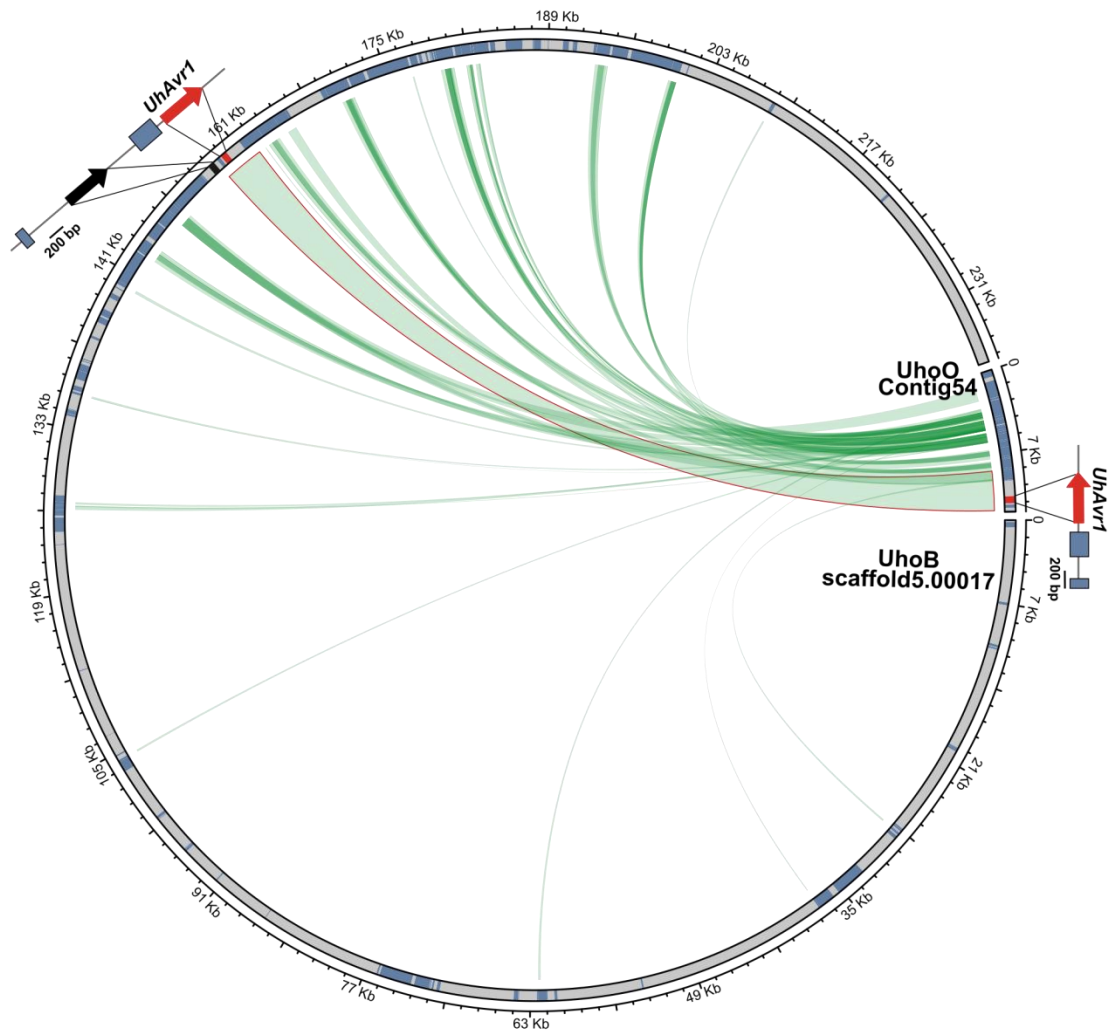 189 Kb
175 Kb
203 Kb
UhAvr1
161 Kb
217 Kb
200 bp
141 Kb
231 Kb
0
UhoO
Contig54
133 Kb
7 Kb
UhAvr1
0
UhoB
scaffold5.00017
200 bp
119 Kb
7 Kb
105 Kb
21 Kb
91 Kb
35 Kb
77 Kb
49 Kb
63 Kb